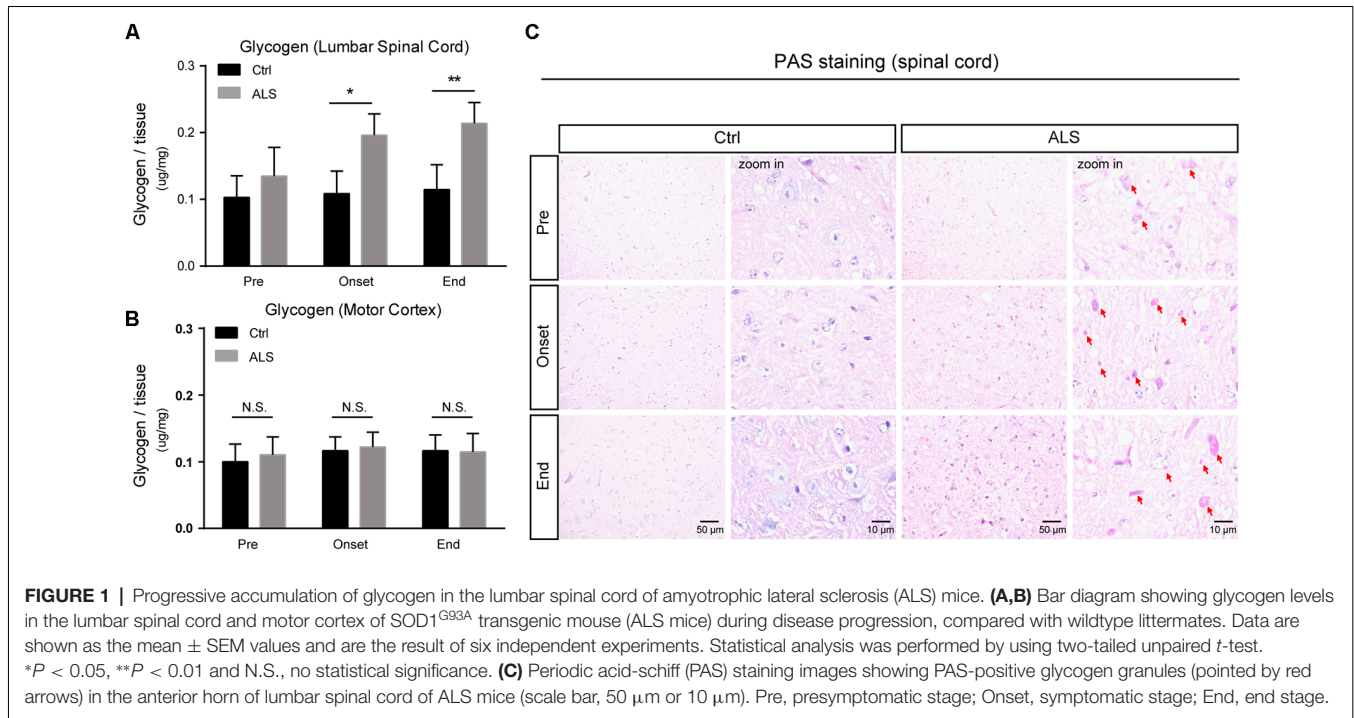 A
Glycogen (Lumbar Spinal Cord)
0.3
0.2
0.1
0.0
Glycogen / tissue
(ug/mg)
Ctrl
ALS
*
**
Pre
Onset
End
B
Glycogen (Motor Cortex)
0.3
0.2
0.1
0.0
Glycogen / tissue
(ug/mg)
Ctrl
ALS
N.S.
N.S.
N.S.
Pre
Onset
End
C
PAS staining (spinal cord)
Ctrl
ALS
zoom in
zoom in
Pre
Onset
End
50 µm
10 µm
50 µm
10 µm
FIGURE 1 | Progressive accumulation of glycogen in the lumbar spinal cord of amyotrophic lateral sclerosis (ALS) mice. (A,B) Bar diagram showing glycogen levels
in the lumbar spinal cord and motor cortex of SOD1G93A transgenic mouse (ALS mice) during disease progression, compared with wildtype littermates. Data are
shown as the mean ± SEM values and are the result of six independent experiments. Statistical analysis was performed by using two-tailed unpaired t-test.
*P < 0.05, **P < 0.01 and N.S., no statistical significance. (C) Periodic acid-schiff (PAS) staining images showing PAS-positive glycogen granules (pointed by red
arrows) in the anterior horn of lumbar spinal cord of ALS mice (scale bar, 50 µm or 10 µm). Pre, presymptomatic stage; Onset, symptomatic stage; End, end stage.